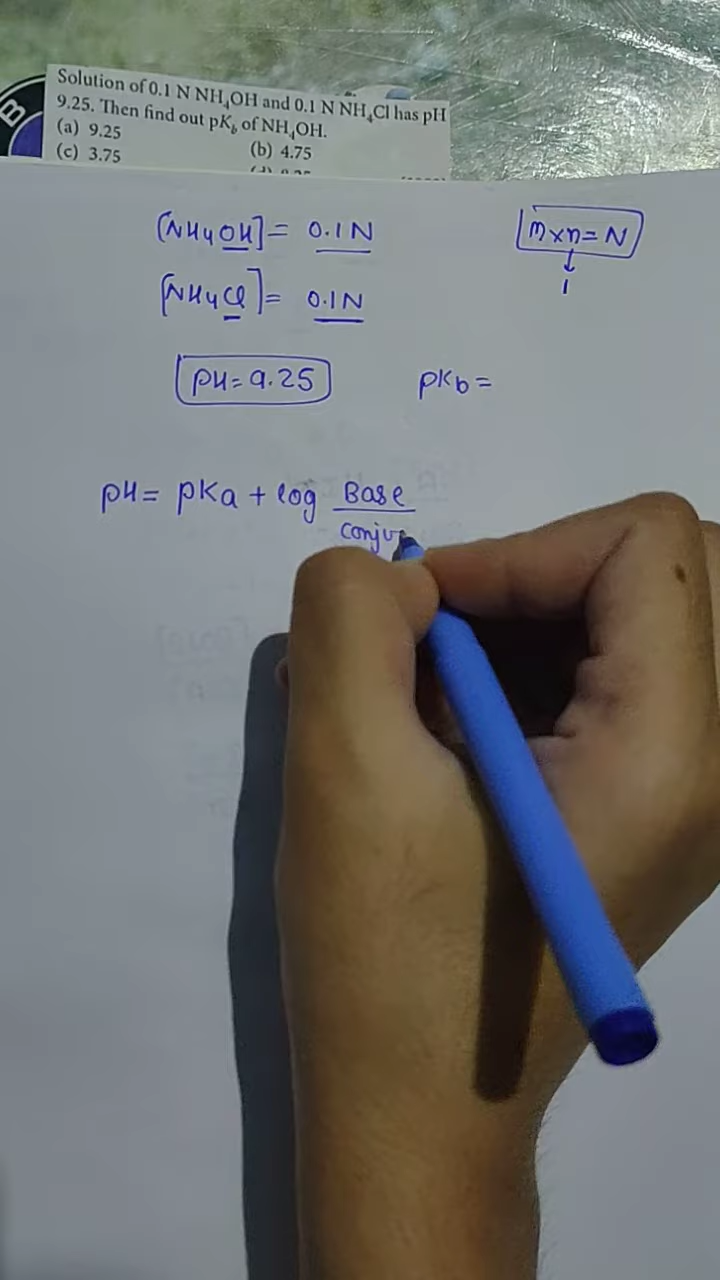 B
Solution of 0.1 N NH₄OH and 0.1 N NH₄Cl has pH
9.25. Then find out pK_b of NH₄OH.
(a) 9.25 (b) 4.75
(c) 3.75
[NH₄OH] = 0.1N
m×n=N
↓
1
[NH₄Cl] = 0.1N
pH=9.25 pKb=
pH= pKa + log Base
conju